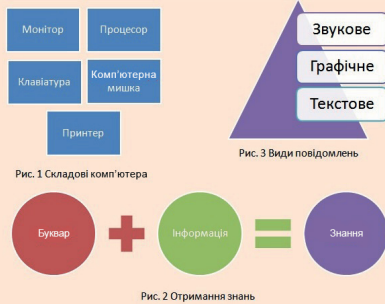 Монітор
Процесор
Клавіатура
Комп'ютерна
мишка
Принтер
Рис. 1 Складові комп'ютера
Звукове
Графічне
Текстове
Рис. 3 Види повідомлень
Буквар
Інформація
Знання
Рис. 2 Отримання знань